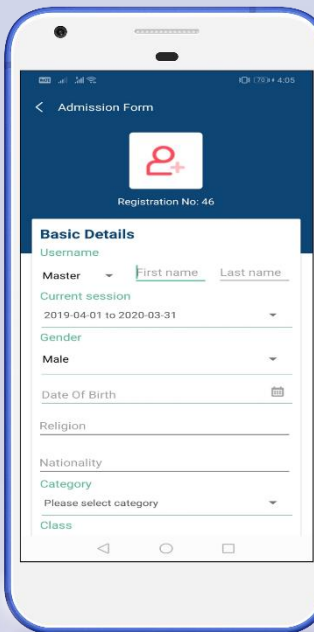 4:05
Admission Form
Registration No: 46
Basic Details
Username
Master First name Last name
Current session
2019-04-01 to 2020-03-31
Gender
Male
Date Of Birth
Religion
Nationality
Category
Please select category
Class